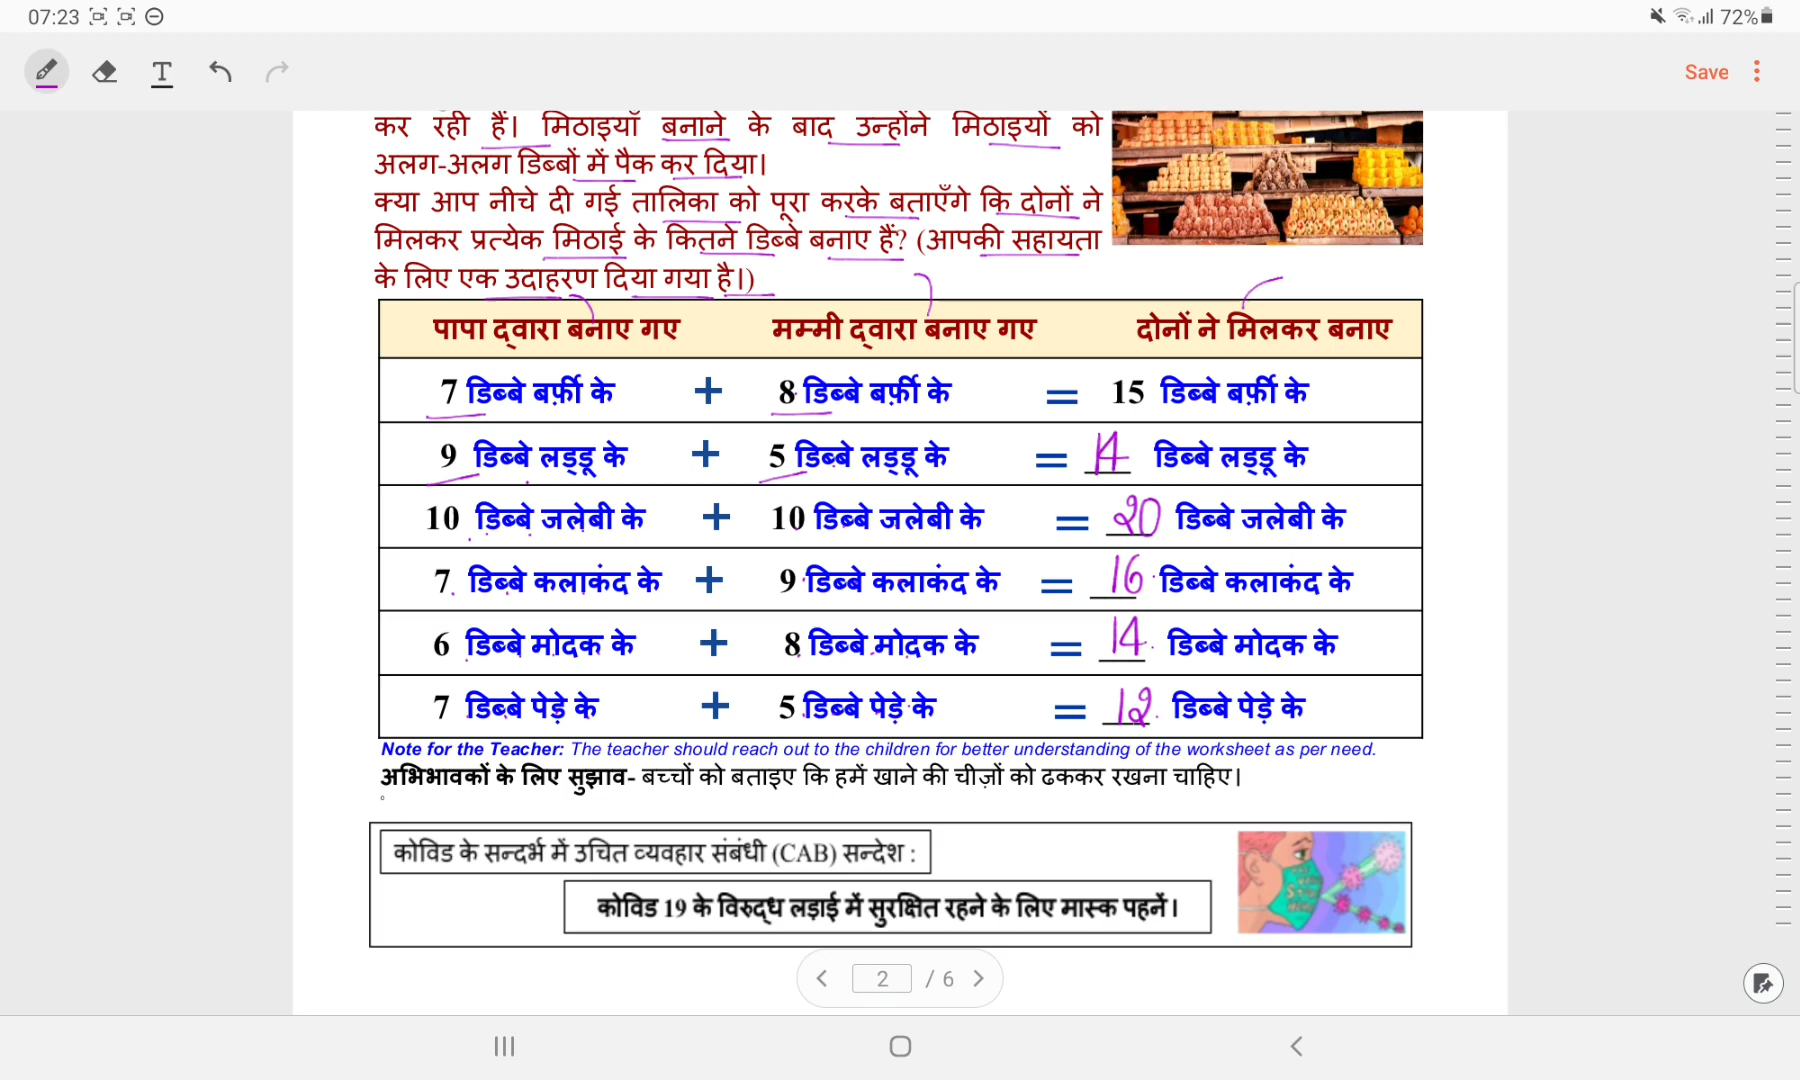 07:23
72%
Save
कर रही हैं। मिठाइयाँ बनाने के बाद उन्होंने मिठाइयों को
अलग-अलग डिब्बों में पैक कर दिया।
क्या आप नीचे दी गई तालिका को पूरा करके बताएँगे कि दोनों ने
मिलकर प्रत्येक मिठाई के कितने डिब्बे बनाए हैं? (आपकी सहायता
के लिए एक उदाहरण दिया गया है।)
पापा द्वारा बनाए गए मम्मी द्वारा बनाए गए दोनों ने मिलकर बनाए
7 डिब्बे बर्फ़ी के + 8 डिब्बे बर्फ़ी के = 15 डिब्बे बर्फ़ी के
9 डिब्बे लड्डू के + 5 डिब्बे लड्डू के = 14 डिब्बे लड्डू के
10 डिब्बे जलेबी के + 10 डिब्बे जलेबी के = 20 डिब्बे जलेबी के
7 डिब्बे कलाकंद के + 9 डिब्बे कलाकंद के = 16 डिब्बे कलाकंद के
6 डिब्बे मोदक के + 8 डिब्बे मोदक के = 14 डिब्बे मोदक के
7 डिब्बे पेड़े के + 5 डिब्बे पेड़े के = 12 डिब्बे पेड़े के
Note for the Teacher: The teacher should reach out to the children for better understanding of the worksheet as per need.
अभिभावकों के लिए सुझाव- बच्चों को बताइए कि हमें खाने की चीज़ों को ढककर रखना चाहिए।
कोविड के सन्दर्भ में उचित व्यवहार संबंधी (CAB) सन्देश :
कोविड 19 के विरुद्ध लड़ाई में सुरक्षित रहने के लिए मास्क पहनें।
2 / 6